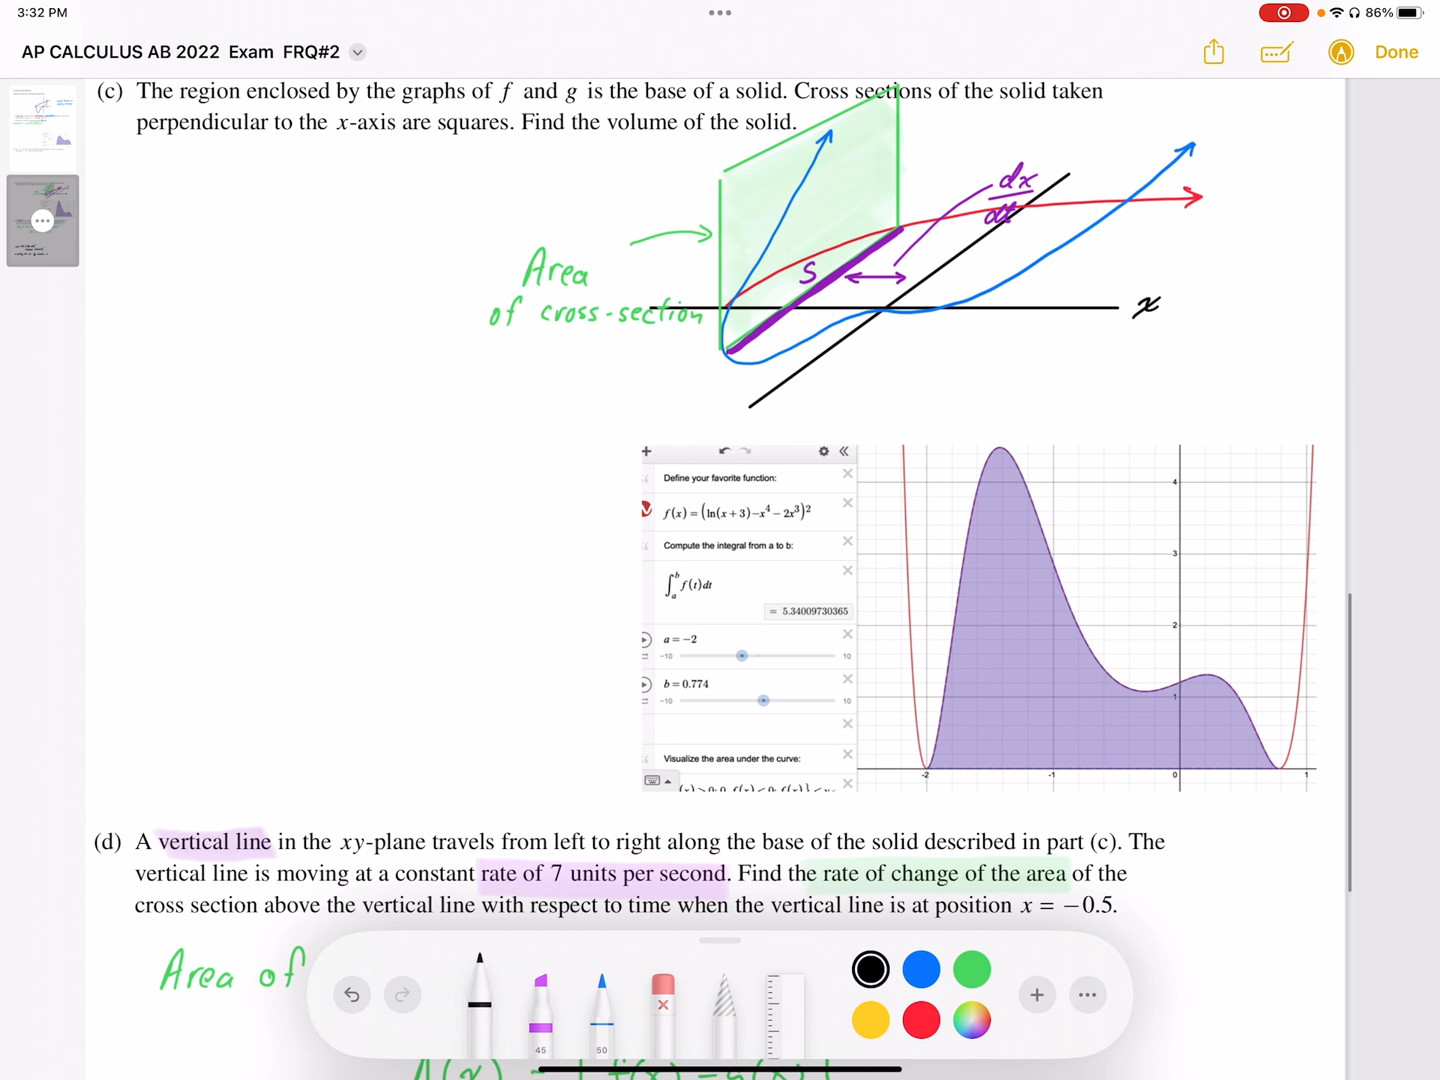 3:32 PM
86%
AP CALCULUS AB 2022 Exam FRQ#2
Done
(c) The region enclosed by the graphs of f and g is the base of a solid. Cross sections of the solid taken
perpendicular to the x-axis are squares. Find the volume of the solid.
dx
dt
Area
of cross-section
S
x
Define your favorite function:
f(x) = (ln(x+3)−x⁴ − 2x³)²
Compute the integral from a to b:
∫ₐᵇ f(t)dt
= 5.34009730365
a = −2
-10 10
b = 0.774
-10 10
Visualize the area under the curve:
4
3
2
1
-2 -1 0 1
(d) A vertical line in the xy-plane travels from left to right along the base of the solid described in part (c). The
vertical line is moving at a constant rate of 7 units per second. Find the rate of change of the area of the
cross section above the vertical line with respect to time when the vertical line is at position x = −0.5.
Area of
45 50